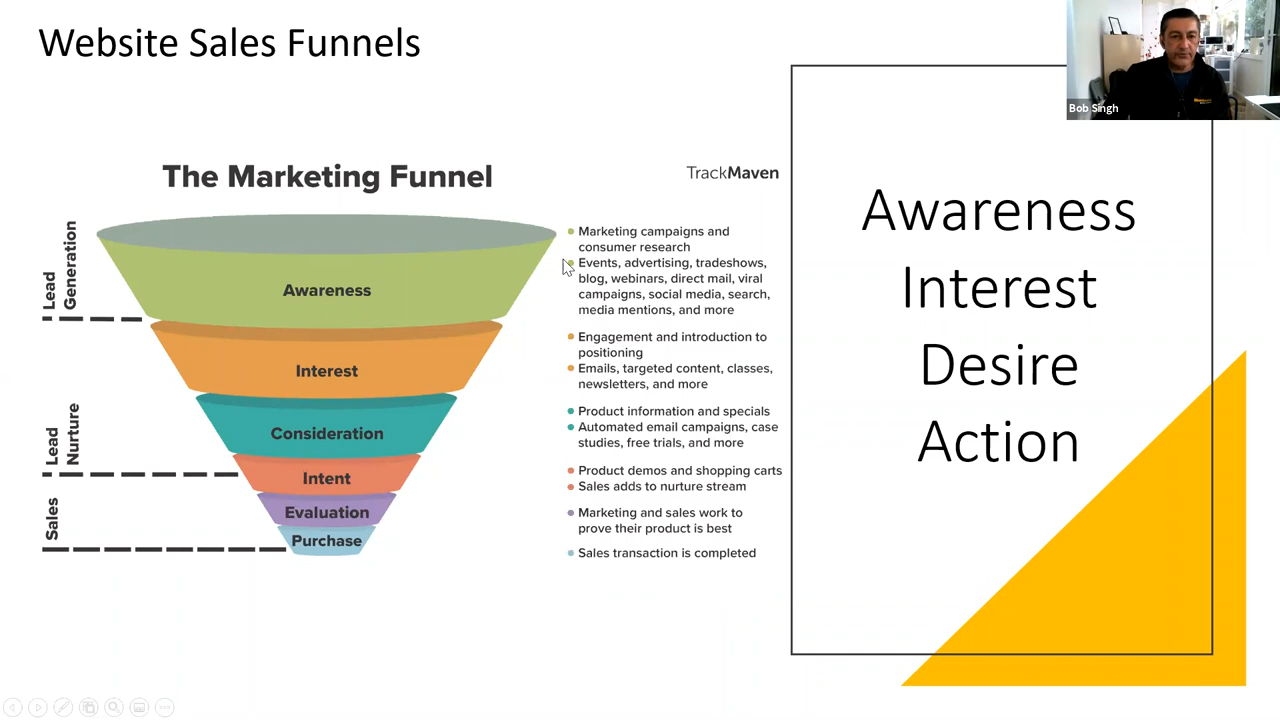 Website Sales Funnels
Bob Singh
The Marketing Funnel
TrackMaven
Lead
Generation
Lead
Nurture
Sales
Awareness
Interest
Consideration
Intent
Evaluation
Purchase
Marketing campaigns and
consumer research
Events, advertising, tradeshows,
blog, webinars, direct mail, viral
campaigns, social media, search,
media mentions, and more
Engagement and introduction to
positioning
Emails, targeted content, classes,
newsletters, and more
Product information and specials
Automated email campaigns, case
studies, free trials, and more
Product demos and shopping carts
Sales adds to nurture stream
Marketing and sales work to
prove their product is best
Sales transaction is completed
Awareness
Interest
Desire
Action